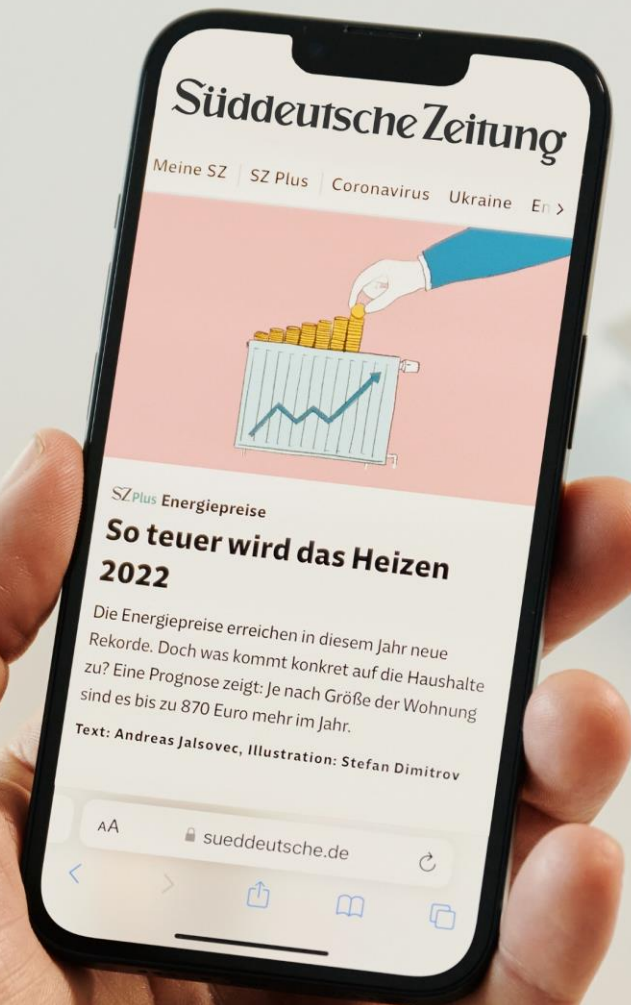 Süddeutsche Zeitung
Meine SZ SZ Plus Coronavirus Ukraine En >
SZ Plus Energiepreise
So teuer wird das Heizen
2022
Die Energiepreise erreichen in diesem Jahr neue
Rekorde. Doch was kommt konkret auf die Haushalte
zu? Eine Prognose zeigt: Je nach Größe der Wohnung
sind es bis zu 870 Euro mehr im Jahr.
Text: Andreas Jalsovec, Illustration: Stefan Dimitrov
AA sueddeutsche.de